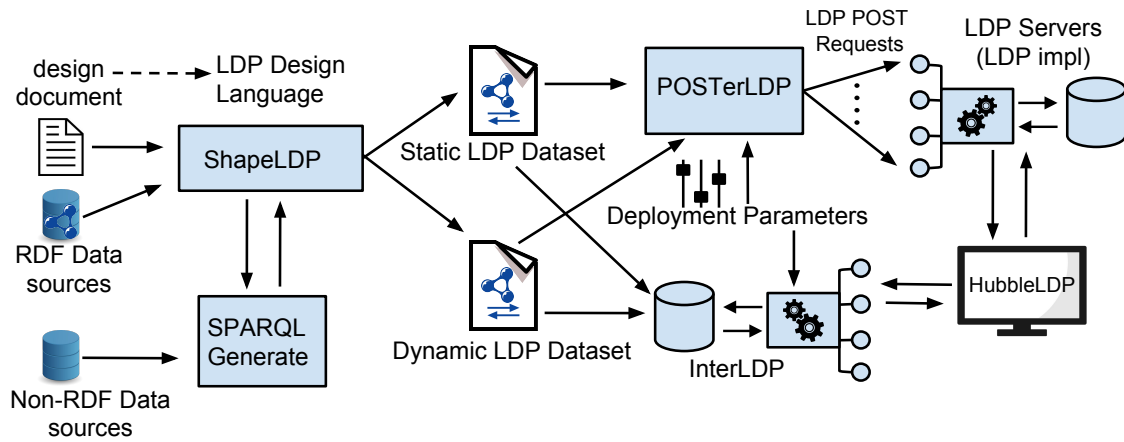 design
document
LDP Design
Language
ShapeLDP
RDF Data
sources
SPARQL
Generate
Non-RDF Data
sources
Static LDP Dataset
Dynamic LDP Dataset
POSTerLDP
Deployment Parameters
InterLDP
LDP POST
Requests
LDP Servers
(LDP impl)
HubbleLDP